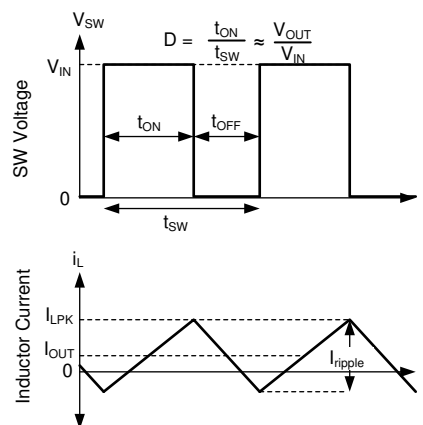 V_SW
D = t_ON/t_SW ≈ V_OUT/V_IN
V_IN
SW Voltage
t_ON
t_OFF
0
t_SW
i_L
Inductor Current
I_LPK
I_OUT
0
I_ripple